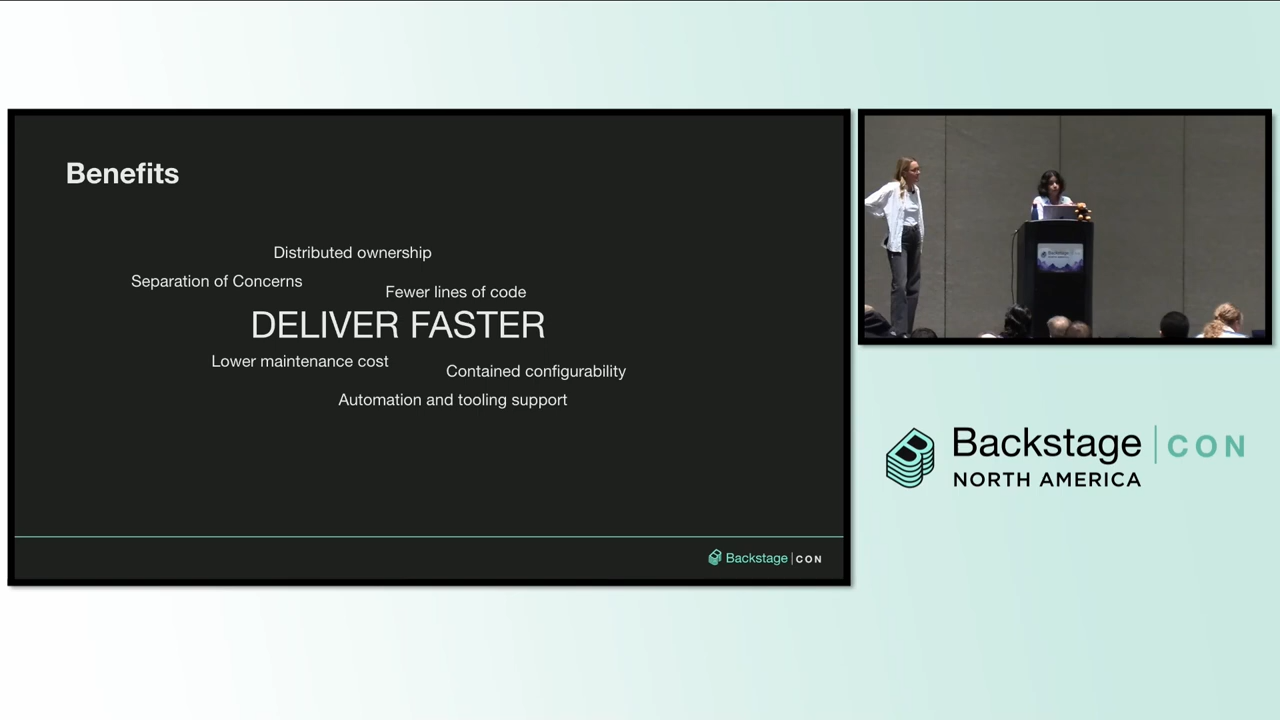 Benefits
Distributed ownership
Separation of Concerns
Fewer lines of code
DELIVER FASTER
Lower maintenance cost
Contained configurability
Automation and tooling support
Backstage | CON
Backstage | CON
NORTH AMERICA